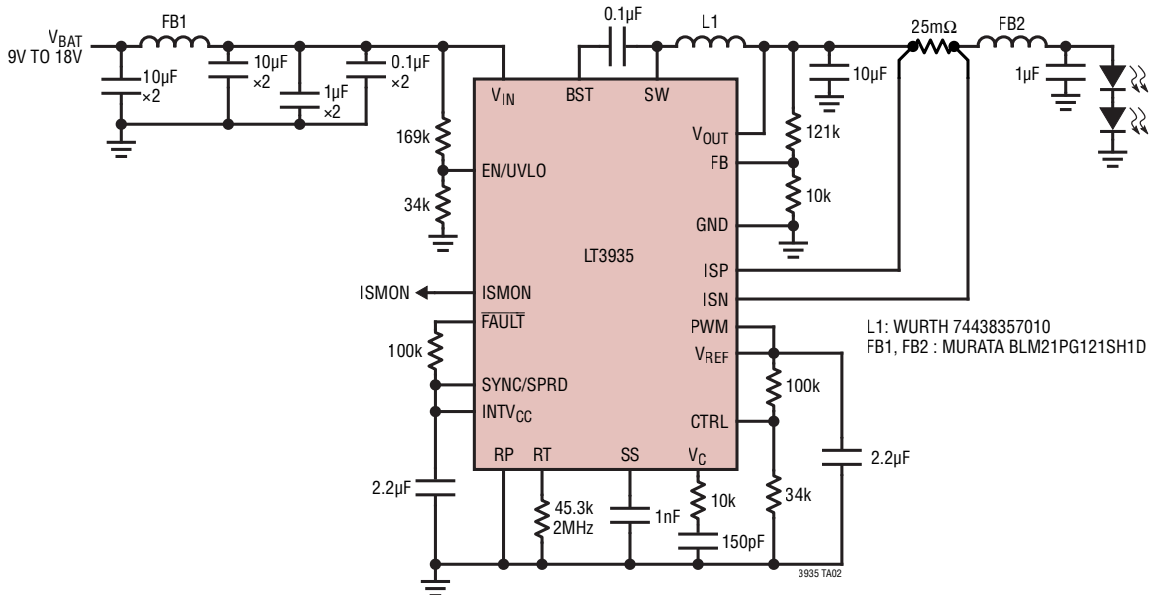 V_BAT
9V TO 18V
FB1
10µF
×2
10µF
×2
1µF
×2
0.1µF
×2
0.1µF
L1
10µF
25mΩ
FB2
1µF
V_IN
BST
SW
169k
EN/UVLO
34k
V_OUT
FB
121k
10k
GND
LT3935
ISP
ISN
ISMON
ISMON
FAULT
100k
SYNC/SPRD
INTV_CC
PWM
V_REF
100k
CTRL
L1: WURTH 74438357010
FB1, FB2 : MURATA BLM21PG121SH1D
RP
RT
SS
V_C
2.2µF
45.3k
2MHz
1nF
10k
150pF
34k
2.2µF
3935 TA02